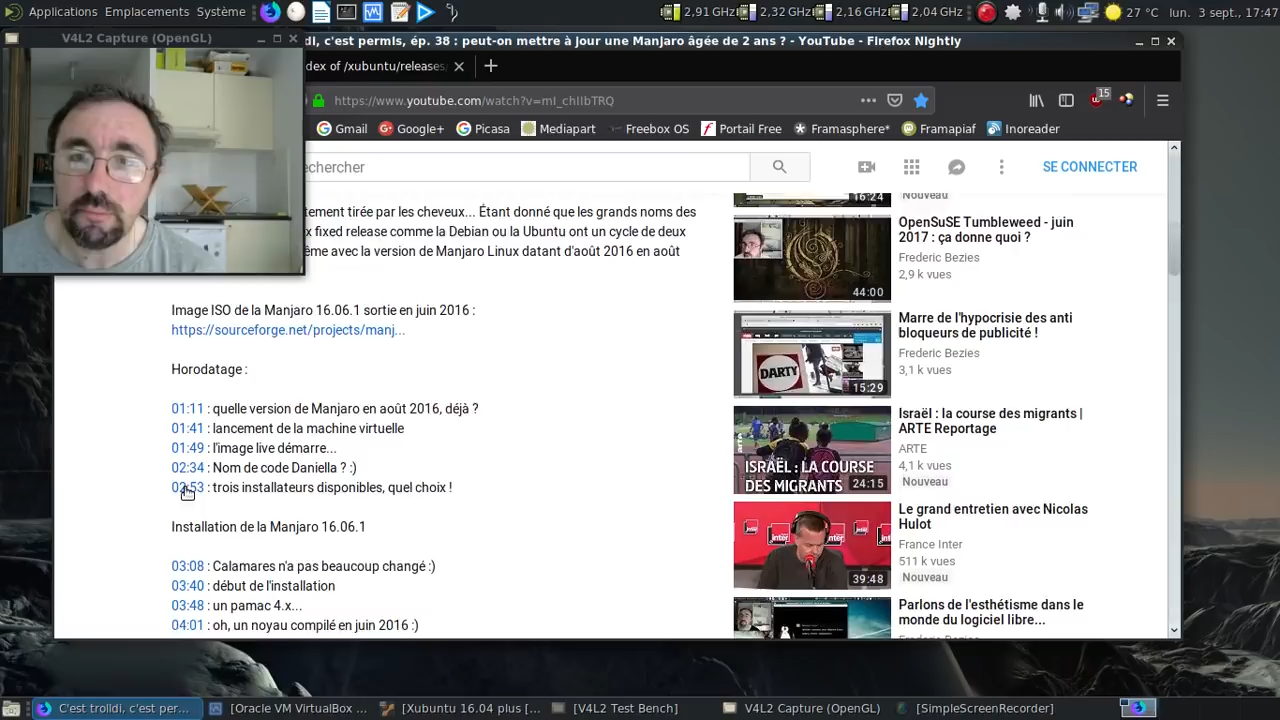 Applications Emplacements Système 2,91 GHz 2,32 GHz 2,16 GHz 2,04 GHz 27 °C lun. 3 sept., 17:47
V4L2 Capture (OpenGL)
ldi, c'est permis, ép. 38 : peut-on mettre à jour une Manjaro âgée de 2 ans ? - YouTube - Firefox Nightly
dex of /xubuntu/releases
https://www.youtube.com/watch?v=mI_chIIbTRQ
15
Gmail Google+ Picasa Mediapart Freebox OS Portail Free Framasphere* Framapiaf Inoreader
echercher
SE CONNECTER
tement tirée par les cheveux... Étant donné que les grands noms des
x fixed release comme la Debian ou la Ubuntu ont un cycle de deux
ême avec la version de Manjaro Linux datant d'août 2016 en août
Image ISO de la Manjaro 16.06.1 sortie en juin 2016 :
https://sourceforge.net/projects/manj...
Horodatage :
01:11 : quelle version de Manjaro en août 2016, déjà ?
01:41 : lancement de la machine virtuelle
01:49 : l'image live démarre...
02:34 : Nom de code Daniella ? :)
02:53 : trois installateurs disponibles, quel choix !
Installation de la Manjaro 16.06.1
03:08 : Calamares n'a pas beaucoup changé :)
03:40 : début de l'installation
03:48 : un pamac 4.x...
04:01 : oh, un noyau compilé en juin 2016 :)
16:24
Nouveau
OpenSuSE Tumbleweed - juin
2017 : ça donne quoi ?
Frederic Bezies
2,9 k vues
44:00
Marre de l'hypocrisie des anti
bloqueurs de publicité !
Frederic Bezies
3,1 k vues
DARTY
15:29
Israël : la course des migrants |
ARTE Reportage
ARTE
4,1 k vues
Nouveau
ISRAËL : LA COURSE
DES MIGRANTS
24:15
Le grand entretien avec Nicolas
Hulot
France Inter
511 k vues
Nouveau
inter
39:48
Parlons de l'esthétisme dans le
monde du logiciel libre...
C'est trolldi, c'est per... [Oracle VM VirtualBox ... [Xubuntu 16.04 plus [... [V4L2 Test Bench] V4L2 Capture (OpenGL) [SimpleScreenRecorder]